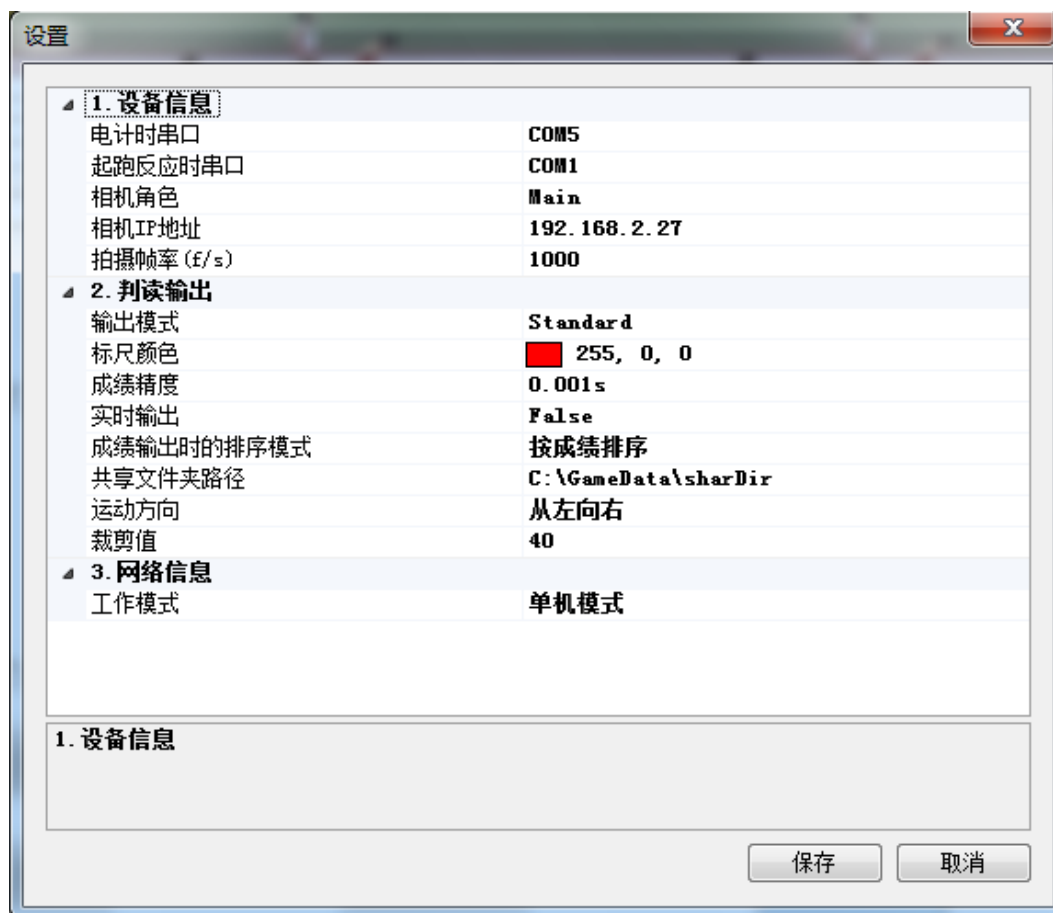 设置
1.设备信息
电计时串口 COM5
起跑反应时串口 COM1
相机角色 Main
相机IP地址 192.168.2.27
拍摄帧率(f/s) 1000
2.判读输出
输出模式 Standard
标尺颜色 255, 0, 0
成绩精度 0.001s
实时输出 False
成绩输出时的排序模式 按成绩排序
共享文件夹路径 C:\GameData\sharDir
运动方向 从左向右
裁剪值 40
3.网络信息
工作模式 单机模式
1.设备信息
保存 取消